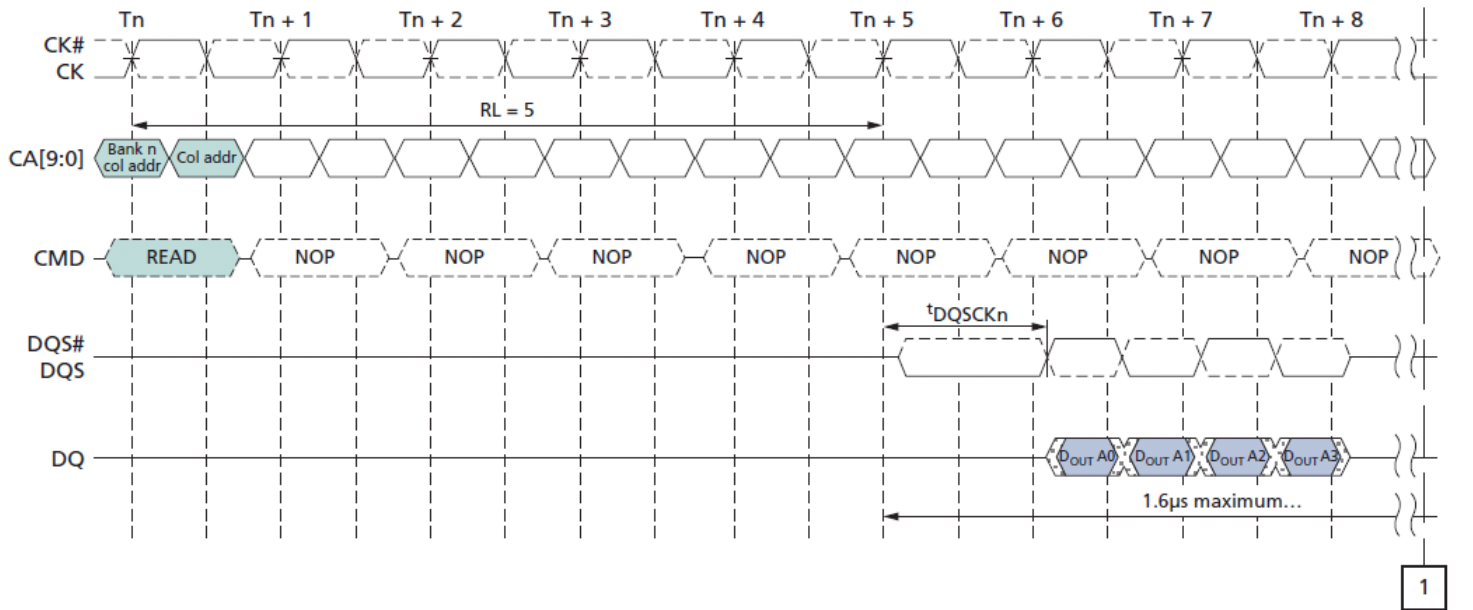 Tn Tn + 1 Tn + 2 Tn + 3 Tn + 4 Tn + 5 Tn + 6 Tn + 7 Tn + 8
CK#
CK
RL = 5
CA[9:0] Bank n col addr Col addr
CMD READ NOP NOP NOP NOP NOP NOP NOP NOP
tDQSCKn
DQS#
DQS
DQ DOUT A0 DOUT A1 DOUT A2 DOUT A3
1.6μs maximum…
1